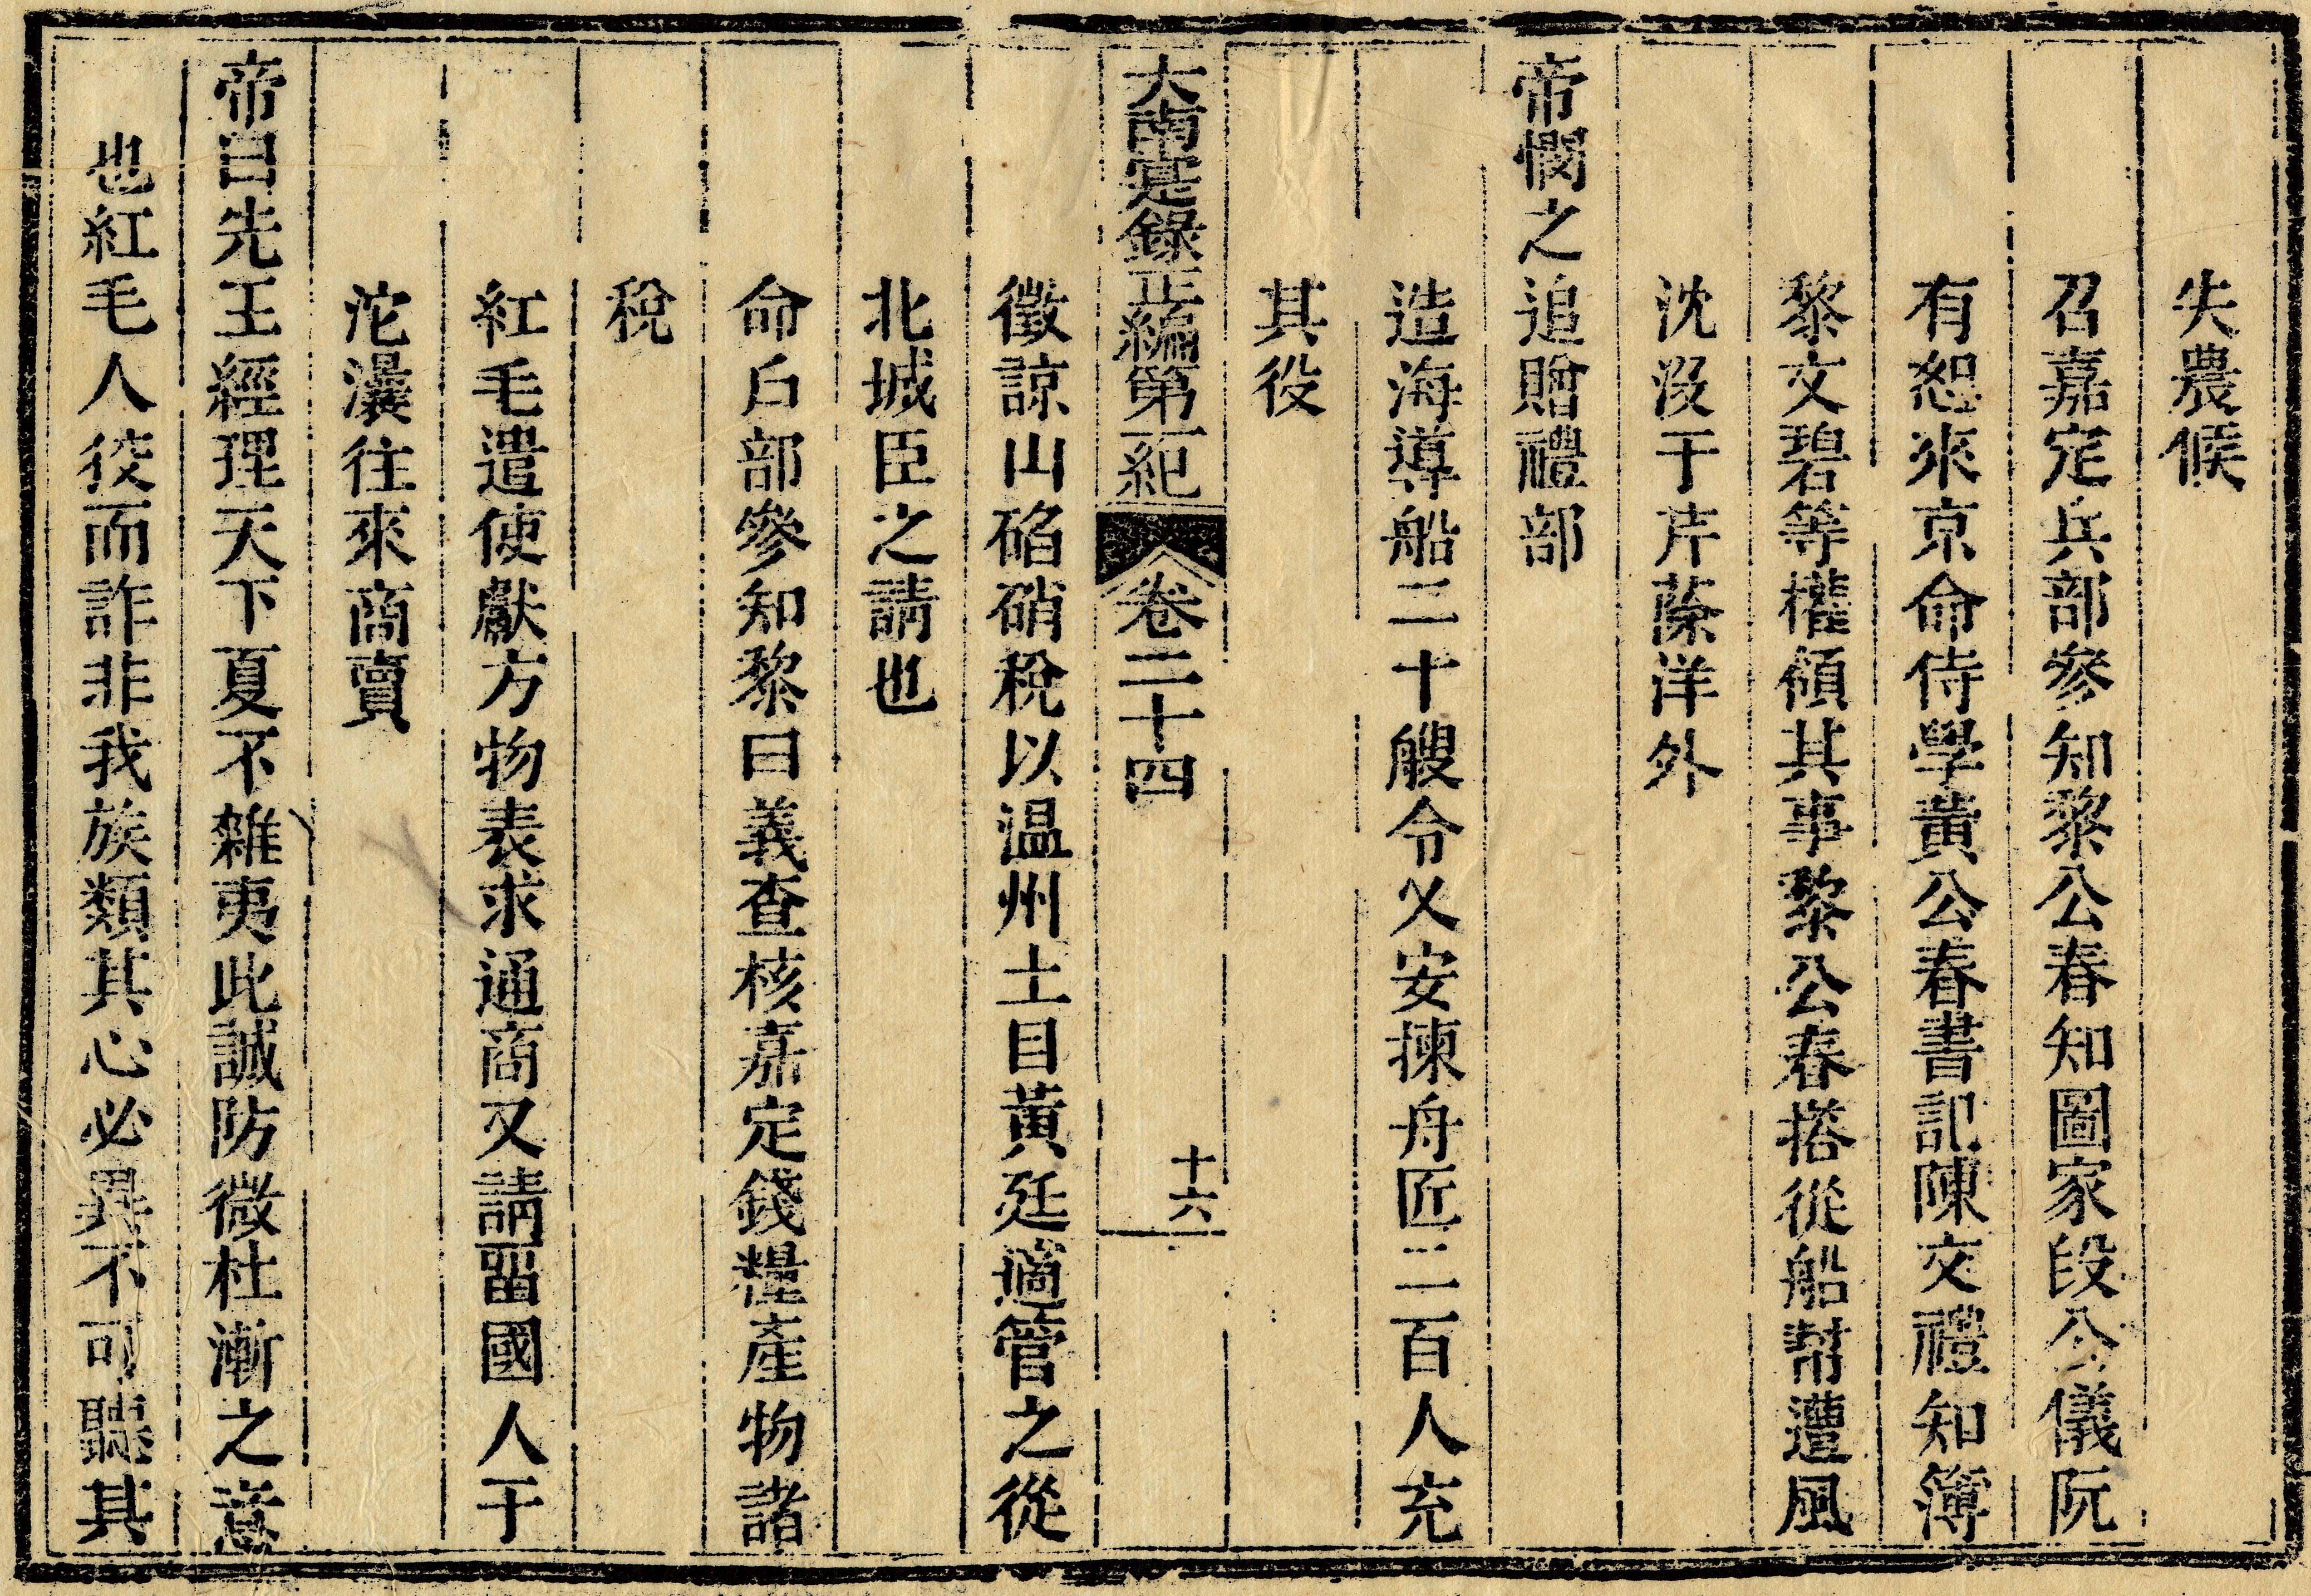 失農候
召嘉定兵部參知黎公春知圖家段公儀阮
有恕來京命侍學黃公春書記陳文禮知簿
黎文碧等權領其事黎公春搭從船幇遭風
沈沒于芹蒢洋外
帝憫之追贈禮部
造海導船二十艘令乂安揀舟匠二百人充
其役
大南寔錄正編第一紀
卷二十四
十六
徵諒山硝稅以温州土目黃廷適管之從
北城臣之請也
命戶部參知黎曰義查核嘉定錢糧產物諸
稅
紅毛遣使獻方物表求通商又請畱國人于
沱㶞往來商賣
帝曰先王經理天下夏不雜夷此誠防微杜漸之意
也紅毛人狡而詐非我族類其心必異不可聽其